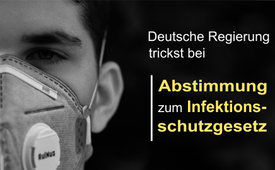 Deutsche Regierung
trickst bei
Abstimmung
zum Infektions-
schutzgesetz